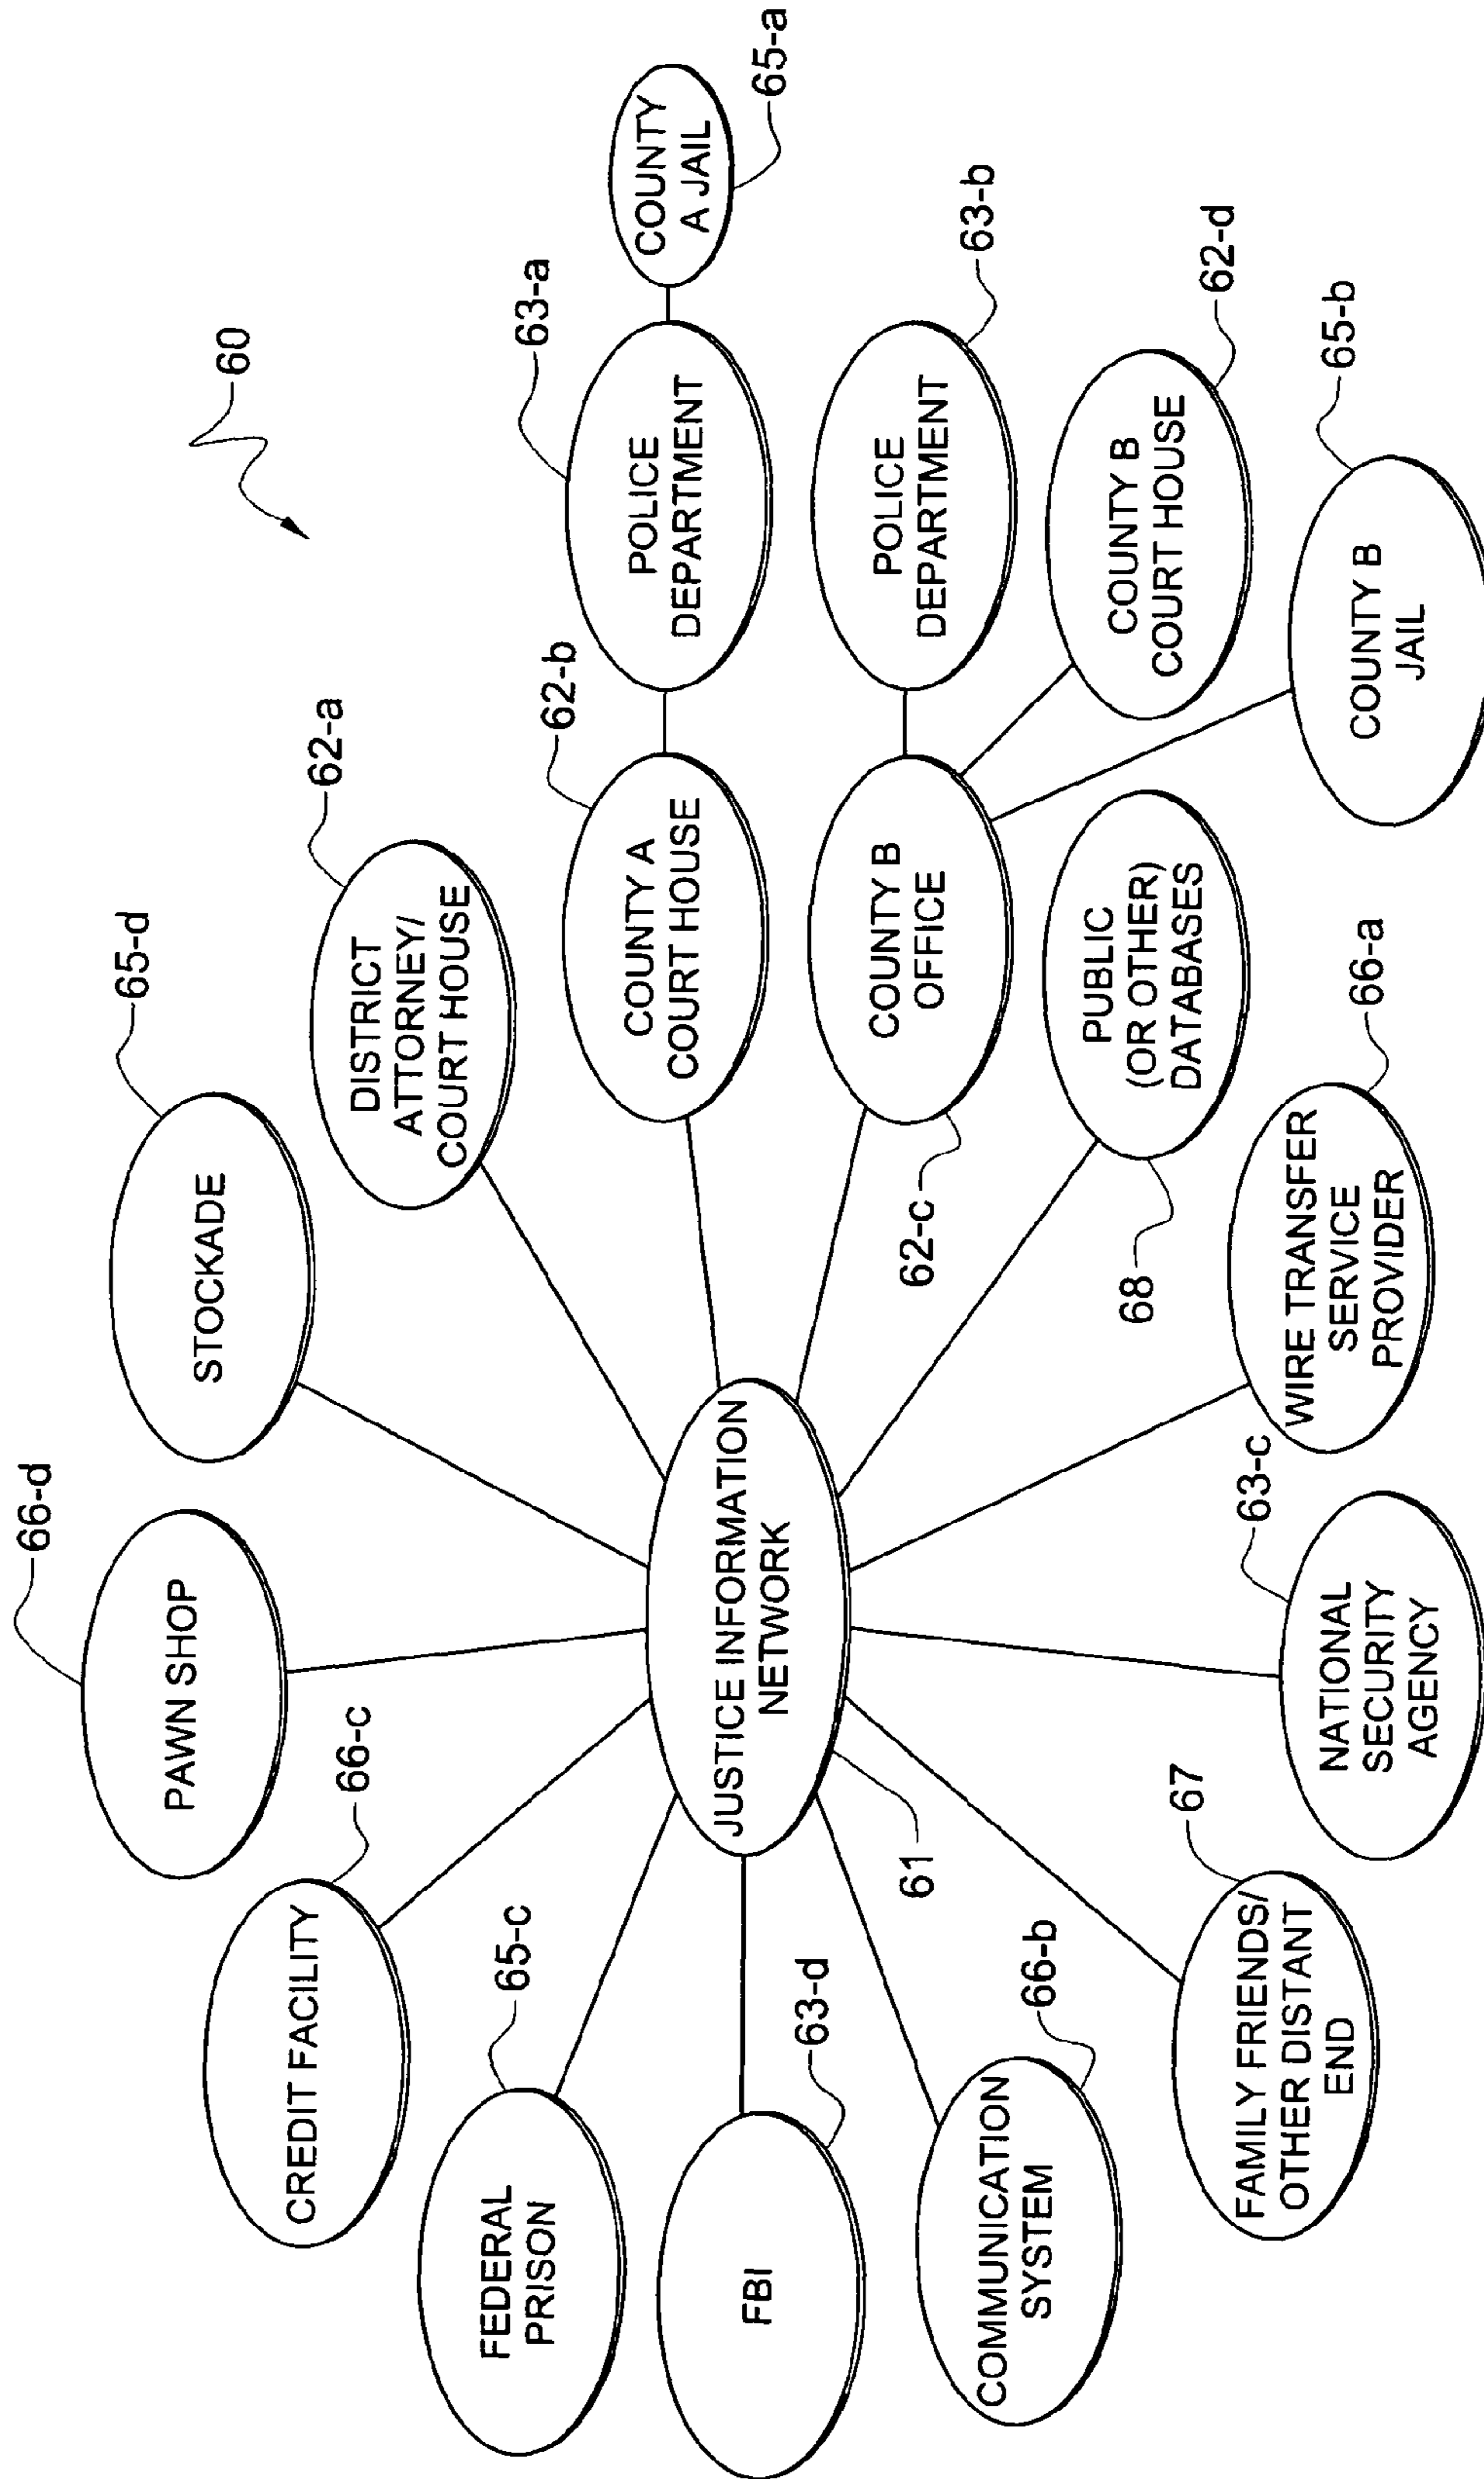 60
66-d
PAWN SHOP
65-d
STOCKADE
62-a
DISTRICT
ATTORNEY/
COURT HOUSE
66-c
CREDIT FACILITY
62-b
COUNTY A
COURT HOUSE
63-a
POLICE
DEPARTMENT
COUNTY
A JAIL
65-a
65-c
FEDERAL
PRISON
JUSTICE INFORMATION
NETWORK
61
COUNTY B
OFFICE
62-c
POLICE
DEPARTMENT
63-b
FBI
63-d
PUBLIC
(OR OTHER)
DATABASES
68
COUNTY B
COURT HOUSE
62-d
COMMUNICATION
SYSTEM
66-b
FAMILY FRIENDS/
OTHER DISTANT
END
67
NATIONAL
SECURITY
AGENCY
63-c
WIRE TRANSFER
SERVICE
PROVIDER
66-a
COUNTY B
JAIL
65-b